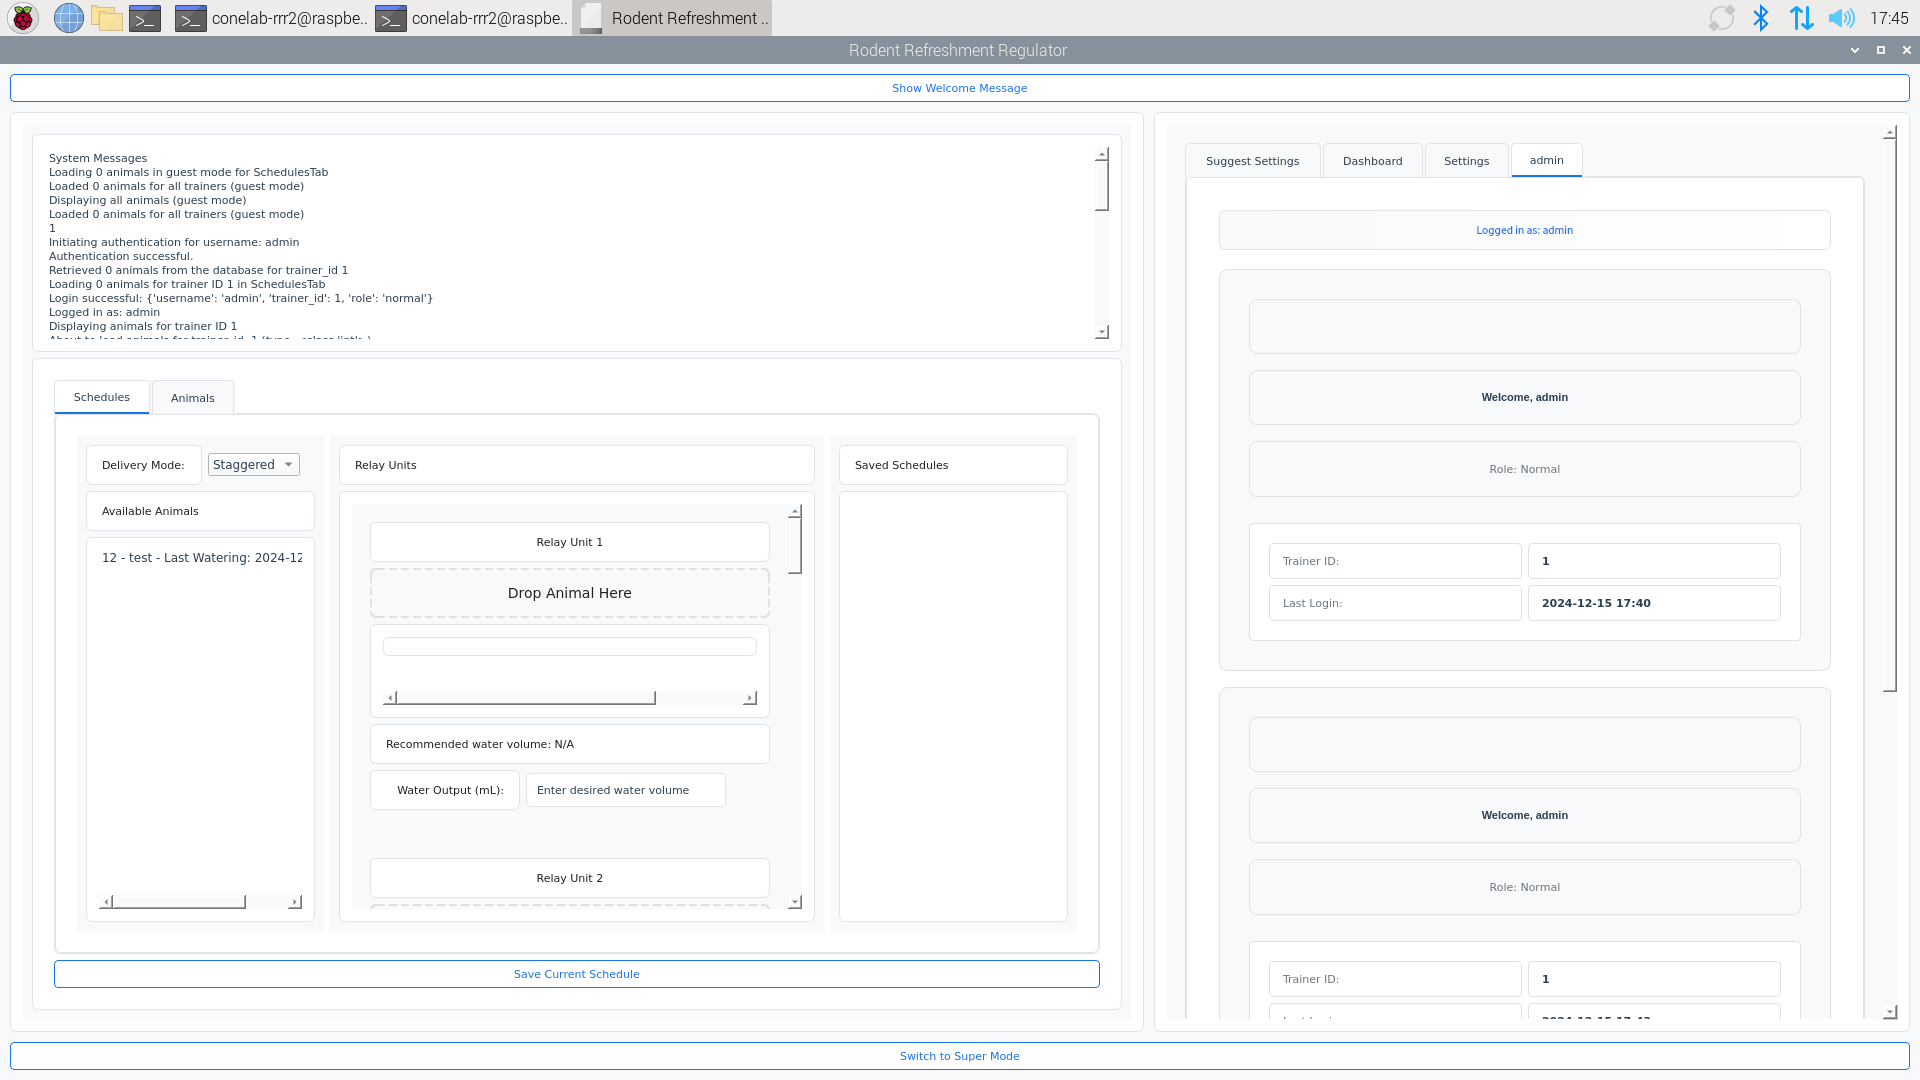 conelab-rrr2@raspbe..
conelab-rrr2@raspbe..
Rodent Refreshment ..
17:45
Rodent Refreshment Regulator
Show Welcome Message
System Messages
Loading 0 animals in guest mode for SchedulesTab
Loaded 0 animals for all trainers (guest mode)
Displaying all animals (guest mode)
Loaded 0 animals for all trainers (guest mode)
1
Initiating authentication for username: admin
Authentication successful.
Retrieved 0 animals from the database for trainer_id 1
Loading 0 animals for trainer ID 1 in SchedulesTab
Login successful: {'username': 'admin', 'trainer_id': 1, 'role': 'normal'}
Logged in as: admin
Displaying animals for trainer ID 1
Schedules
Animals
Delivery Mode:
Staggered
Available Animals
12 - test - Last Watering: 2024-12
Relay Units
Relay Unit 1
Drop Animal Here
Recommended water volume: N/A
Water Output (mL):
Enter desired water volume
Relay Unit 2
Saved Schedules
Save Current Schedule
Suggest Settings
Dashboard
Settings
admin
Logged in as: admin
Welcome, admin
Role: Normal
Trainer ID:
1
Last Login:
2024-12-15 17:40
Welcome, admin
Role: Normal
Trainer ID:
1
Switch to Super Mode